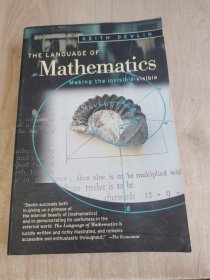 KEITH DEVLIN
THE LANGUAGE OF
Mathematics
Making the invisible visible
nine is to be multiplied with
twelve is to be
"Devlin succeeds both
in giving us a glimpse of
the internal beauty of [mathematics]
and in demonstrating its usefulness in the
external world. The Language of Mathematics is
lucidly written and richly illustrated, and remains
accessible and enthusiastic throughout." —The Economist